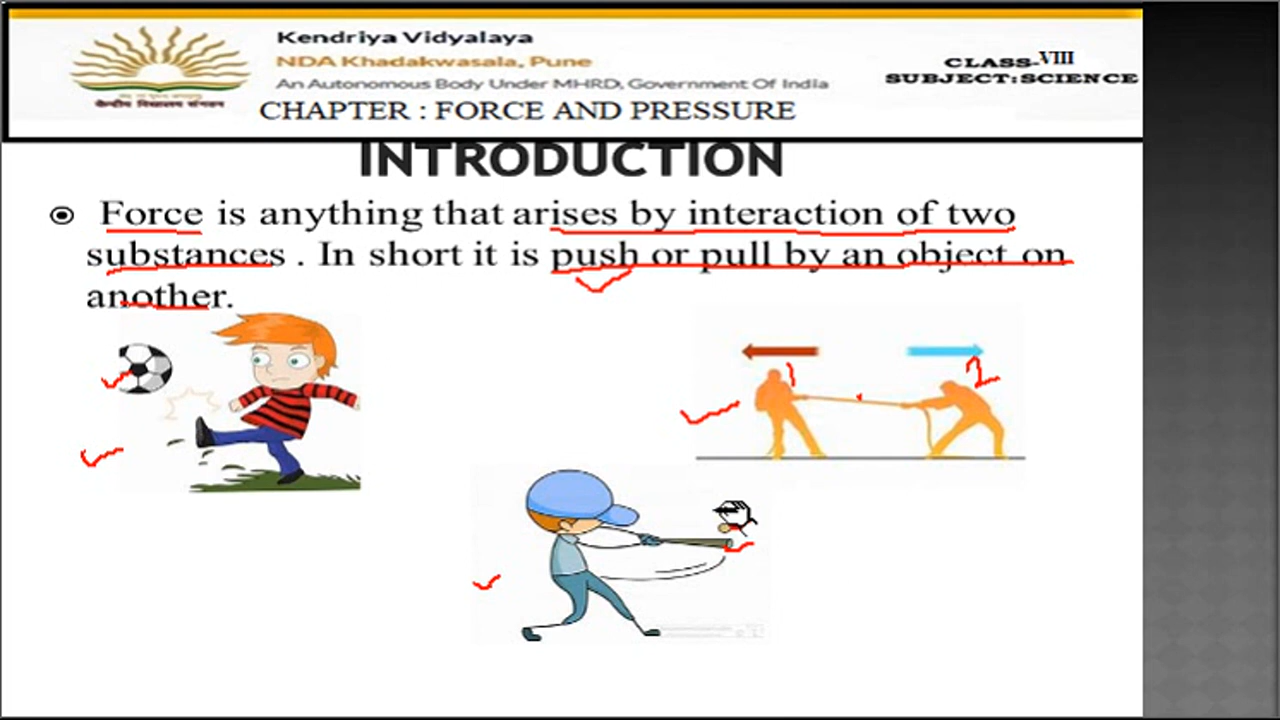 Kendriya Vidyalaya
NDA Khadakwasala, Pune
An Autonomous Body Under MHRD, Government Of India
केन्द्रीय विद्यालय संगठन
CHAPTER : FORCE AND PRESSURE
CLASS-VIII
SUBJECT:SCIENCE
INTRODUCTION
Force is anything that arises by interaction of two
substances . In short it is push or pull by an object on
another.
1
2